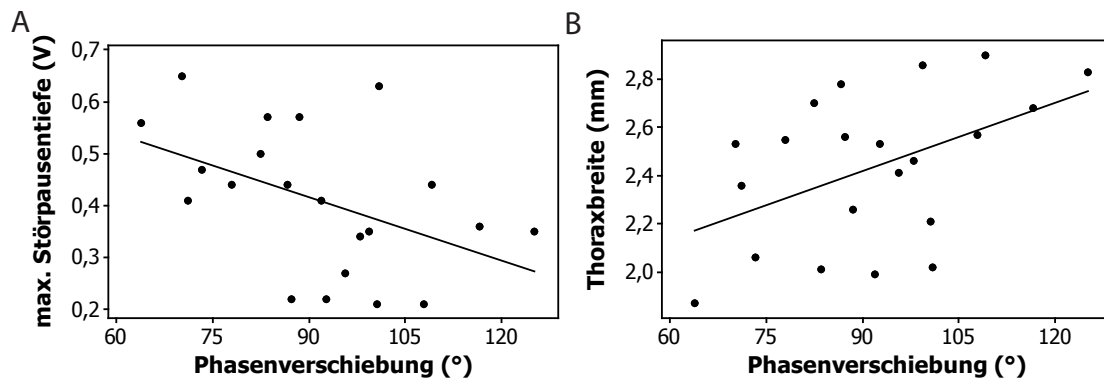 A
max. Störpausentiefe (V)
0,7
0,6
0,5
0,4
0,3
0,2
60 75 90 105 120
Phasenverschiebung (°)
B
Thoraxbreite (mm)
2,8
2,6
2,4
2,2
2,0
60 75 90 105 120
Phasenverschiebung (°)